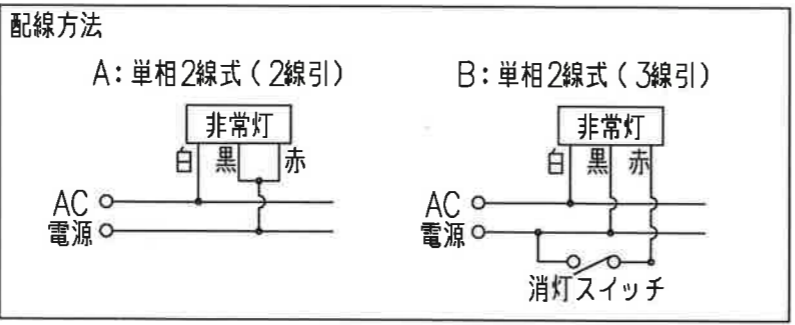 配線方法
A:単相2線式(2線引)
非常灯
白 黒 赤
AC
電源
B:単相2線式(3線引)
非常灯
白 黒 赤
AC
電源
消灯スイッチ